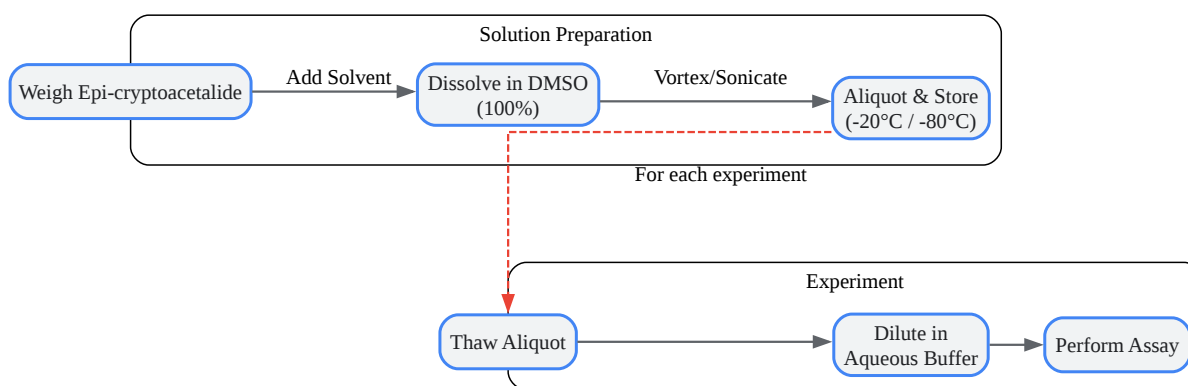 Solution Preparation
Weigh Epi-cryptoacetalide
Add Solvent
Dissolve in DMSO
(100%)
Vortex/Sonicate
Aliquot & Store
(-20°C / -80°C)
For each experiment
Experiment
Thaw Aliquot
Dilute in
Aqueous Buffer
Perform Assay